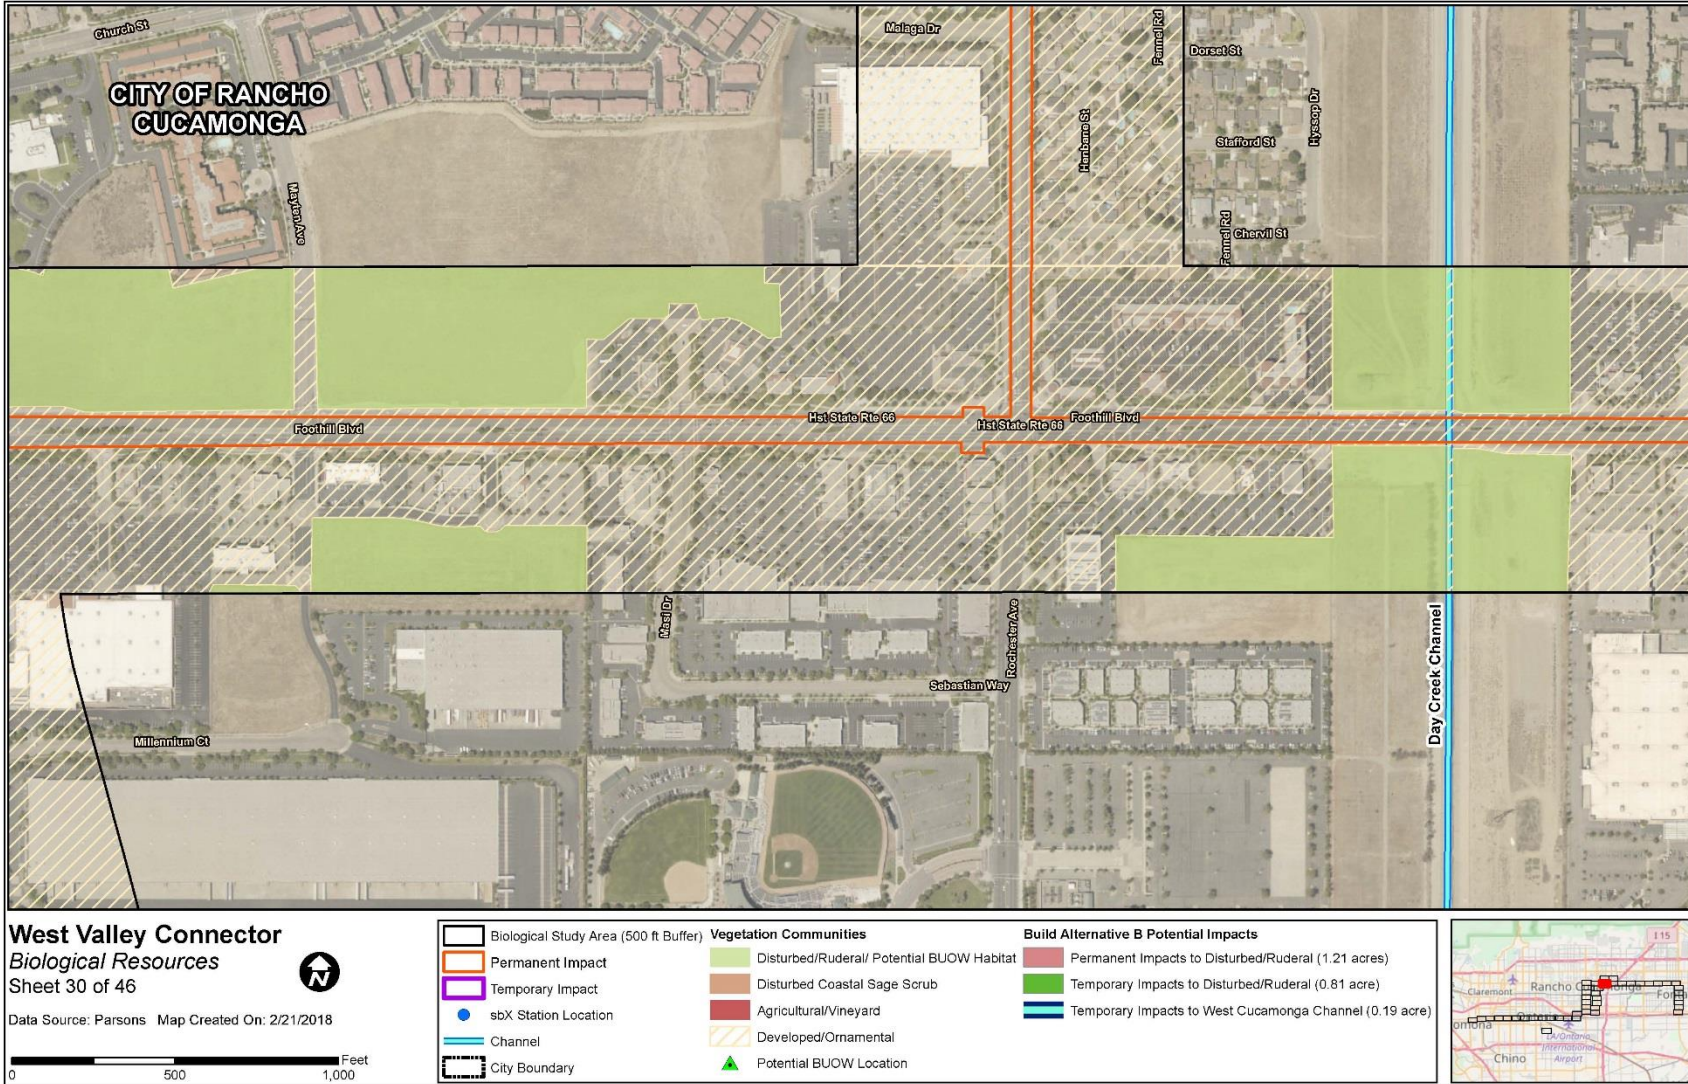 Church St
CITY OF RANCHO
CUCAMONGA
Malaga Dr
Fennel Rd
Dorset St
Hyssop Dr
Henbane St
Stafford St
Mayten Ave
Fennel Rd
Chervil St
Foothill Blvd
Hst State Rte 66
Hst State Rte 66
Foothill Blvd
Masi Dr
Rochester Ave
Sebastian Way
Day Creek Channel
Millennium Ct
West Valley Connector
Biological Resources
Sheet 30 of 46
N
Data Source: Parsons Map Created On: 2/21/2018
Feet
0 500 1,000
Biological Study Area (500 ft Buffer)
Permanent Impact
Temporary Impact
sbX Station Location
Channel
City Boundary
Vegetation Communities
Disturbed/Ruderal/ Potential BUOW Habitat
Disturbed Coastal Sage Scrub
Agricultural/Vineyard
Developed/Ornamental
Potential BUOW Location
Build Alternative B Potential Impacts
Permanent Impacts to Disturbed/Ruderal (1.21 acres)
Temporary Impacts to Disturbed/Ruderal (0.81 acre)
Temporary Impacts to West Cucamonga Channel (0.19 acre)
I 15
Claremont
Rancho
Chino
International
Airport